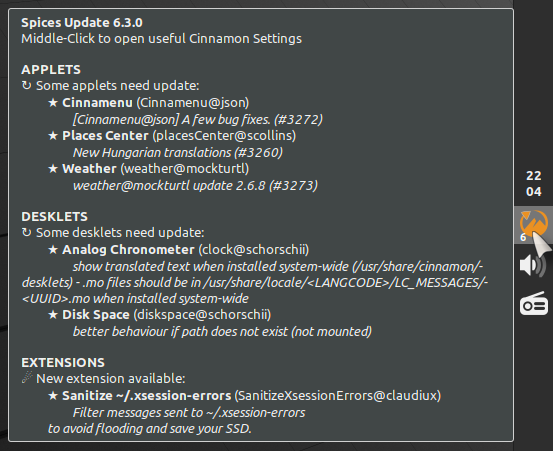 Spices Update 6.3.0
Middle-Click to open useful Cinnamon Settings
APPLETS
↻ Some applets need update:
★ Cinnamenu (Cinnamenu@json)
[Cinnamenu@json] A few bug fixes. (#3272)
★ Places Center (placesCenter@scollins)
New Hungarian translations (#3260)
★ Weather (weather@mockturtl)
weather@mockturtl update 2.6.8 (#3273)
DESKLETS
↻ Some desklets need update:
★ Analog Chronometer (clock@schorschii)
show translated text when installed system-wide (/usr/share/cinnamon/-
desklets) - .mo files should be in /usr/share/locale/<LANGCODE>/LC_MESSAGES/-
<UUID>.mo when installed system-wide
★ Disk Space (diskspace@schorschii)
better behaviour if path does not exist (not mounted)
EXTENSIONS
☄ New extension available:
★ Sanitize ~/.xsession-errors (SanitizeXsessionErrors@claudiux)
Filter messages sent to ~/.xsession-errors
to avoid flooding and save your SSD.
22
04
6